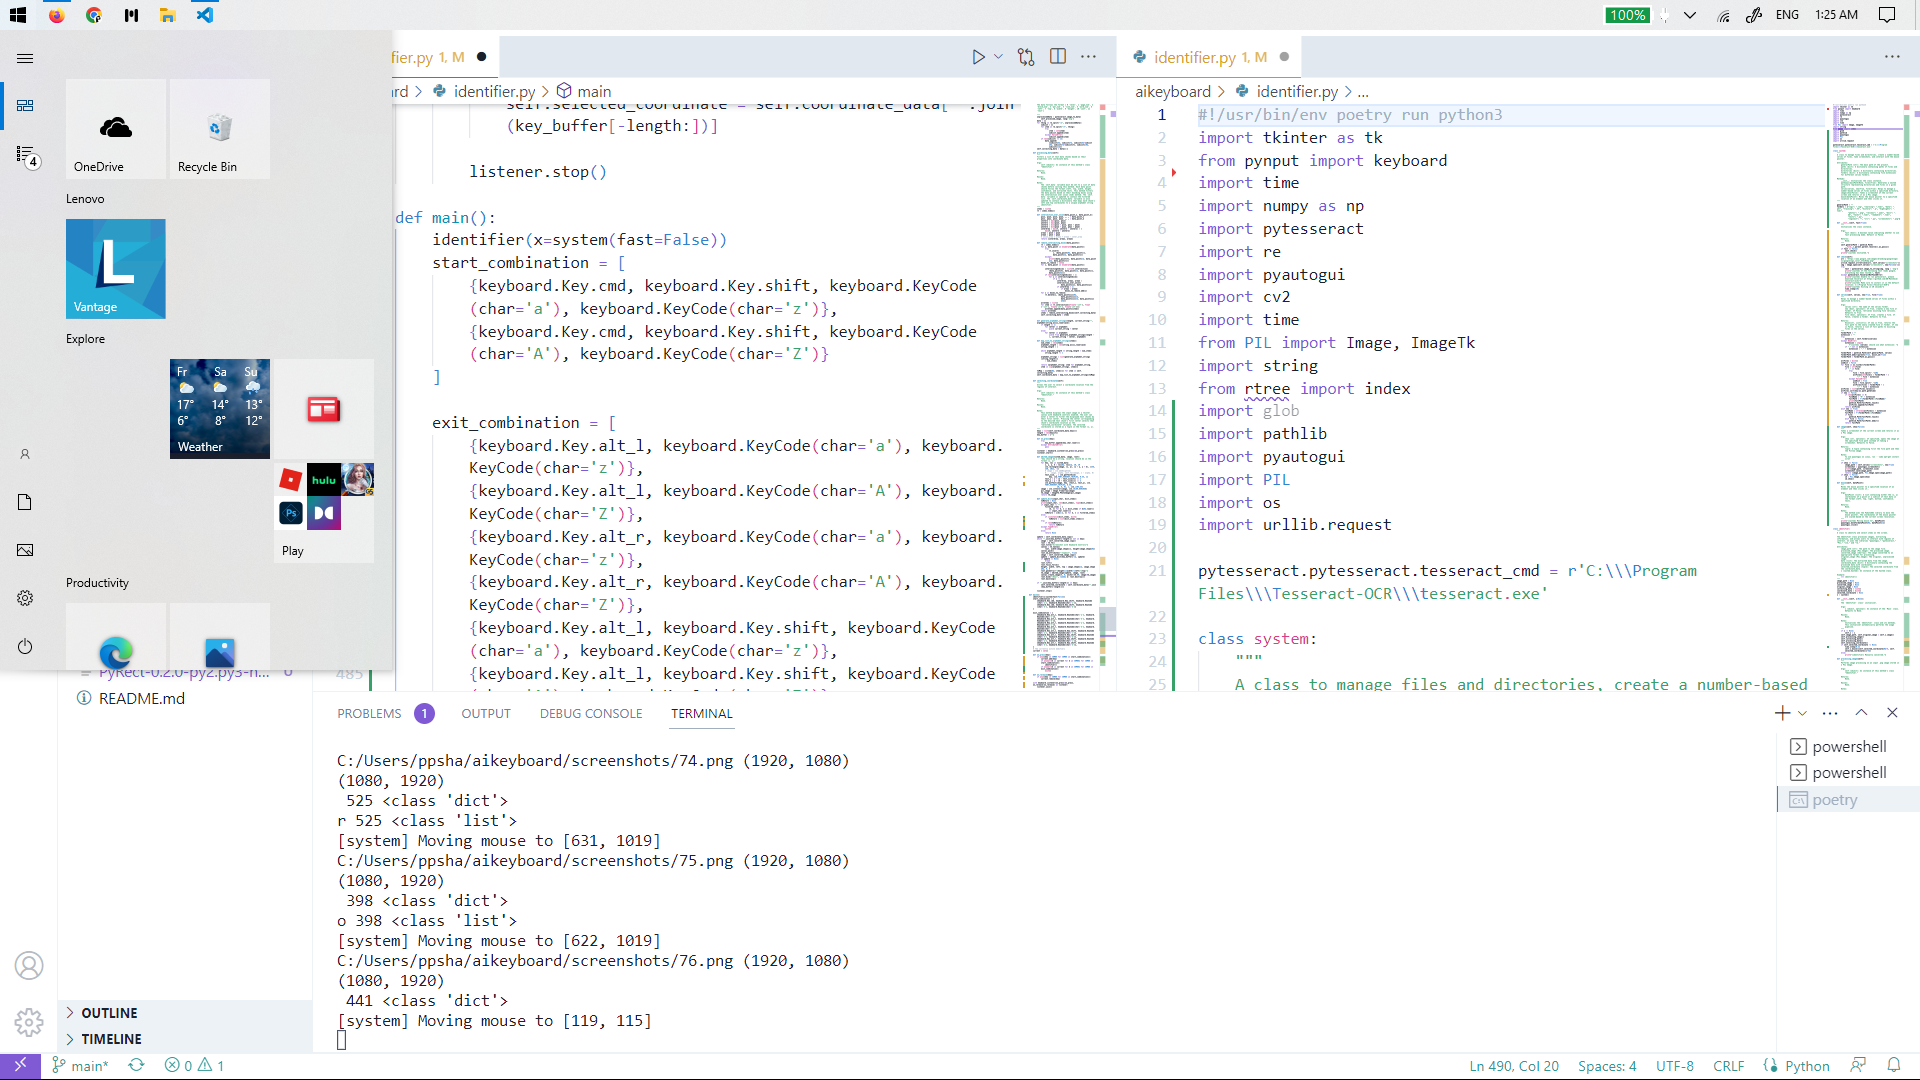 100%
ENG
1:25 AM
OneDrive
Recycle Bin
Lenovo
Vantage
Explore
Fr Sa Su
17° 14° 13°
6° 8° 12°
Weather
hulu
Ps
Play
Productivity
4
PyRect-0.2.0-py2.py3-n...
README.md
OUTLINE
TIMELINE
ifier.py 1, M
rd > identifier.py > main
self.selected_coordinate = self.coordinate_data["".join
(key_buffer[-length:])]
listener.stop()
def main():
identifier(x=system(fast=False))
start_combination = [
{keyboard.Key.cmd, keyboard.Key.shift, keyboard.KeyCode
(char='a'), keyboard.KeyCode(char='z')},
{keyboard.Key.cmd, keyboard.Key.shift, keyboard.KeyCode
(char='A'), keyboard.KeyCode(char='Z')}
]
exit_combination = [
{keyboard.Key.alt_l, keyboard.KeyCode(char='a'), keyboard.
KeyCode(char='z')},
{keyboard.Key.alt_l, keyboard.KeyCode(char='A'), keyboard.
KeyCode(char='Z')},
{keyboard.Key.alt_r, keyboard.KeyCode(char='a'), keyboard.
KeyCode(char='z')},
{keyboard.Key.alt_r, keyboard.KeyCode(char='A'), keyboard.
KeyCode(char='Z')},
{keyboard.Key.alt_l, keyboard.Key.shift, keyboard.KeyCode
(char='a'), keyboard.KeyCode(char='z')},
485 {keyboard.Key.alt_l, keyboard.Key.shift, keyboard.KeyCode
identifier.py 1, M
aikeyboard > identifier.py > ...
1 #!/usr/bin/env poetry run python3
2 import tkinter as tk
3 from pynput import keyboard
4 import time
5 import numpy as np
6 import pytesseract
7 import re
8 import pyautogui
9 import cv2
10 import time
11 from PIL import Image, ImageTk
12 import string
13 from rtree import index
14 import glob
15 import pathlib
16 import pyautogui
17 import PIL
18 import os
19 import urllib.request
20
21 pytesseract.pytesseract.tesseract_cmd = r'C:\\\Program
Files\\\Tesseract-OCR\\\tesseract.exe'
22
23 class system:
24 """
25 A class to manage files and directories, create a number-based
PROBLEMS 1 OUTPUT DEBUG CONSOLE TERMINAL
C:/Users/ppsha/aikeyboard/screenshots/74.png (1920, 1080)
(1080, 1920)
525 <class 'dict'>
r 525 <class 'list'>
[system] Moving mouse to [631, 1019]
C:/Users/ppsha/aikeyboard/screenshots/75.png (1920, 1080)
(1080, 1920)
398 <class 'dict'>
o 398 <class 'list'>
[system] Moving mouse to [622, 1019]
C:/Users/ppsha/aikeyboard/screenshots/76.png (1920, 1080)
(1080, 1920)
441 <class 'dict'>
[system] Moving mouse to [119, 115]
powershell
powershell
poetry
main* 0 1
Ln 490, Col 20 Spaces: 4 UTF-8 CRLF Python